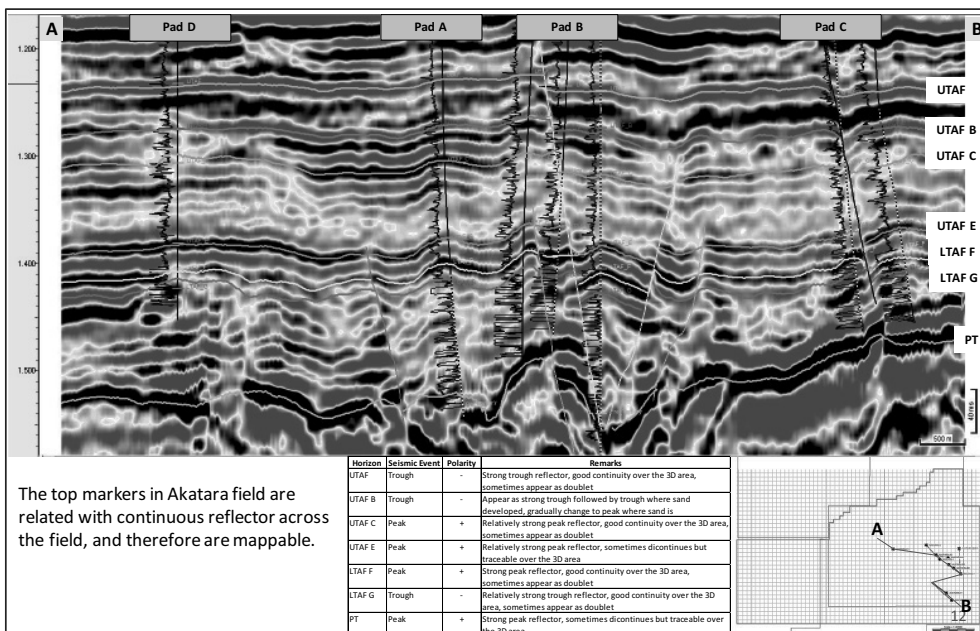 A Pad D Pad A Pad B Pad C B
1.200
1.300
1.400
1.500
UTAF
UTAF B
UTAF C
UTAF E
LTAF F
LTAF G
PT
40 ms
500 m
The top markers in Akatara field are
related with continuous reflector across
the field, and therefore are mappable.
Horizon Seismic Event Polarity Remarks
UTAF Trough - Strong trough reflector, good continuity over the 3D area,
sometimes appear as doublet
UTAF B Trough - Appear as strong trough followed by trough where sand
developed, gradually change to peak where sand is
UTAF C Peak + Relatively strong peak reflector, good continuity over the 3D area,
sometimes appear as doublet
UTAF E Peak + Relatively strong peak reflector, sometimes dicontinues but
traceable over the 3D area
LTAF F Peak + Strong peak reflector, good continuity over the 3D area,
sometimes appear as doublet
LTAF G Trough - Relatively strong trough reflector, good continuity over the 3D
area, sometimes appear as doublet
PT Peak + Strong peak reflector, sometimes dicontinues but traceable over
the 3D area
A
B
12